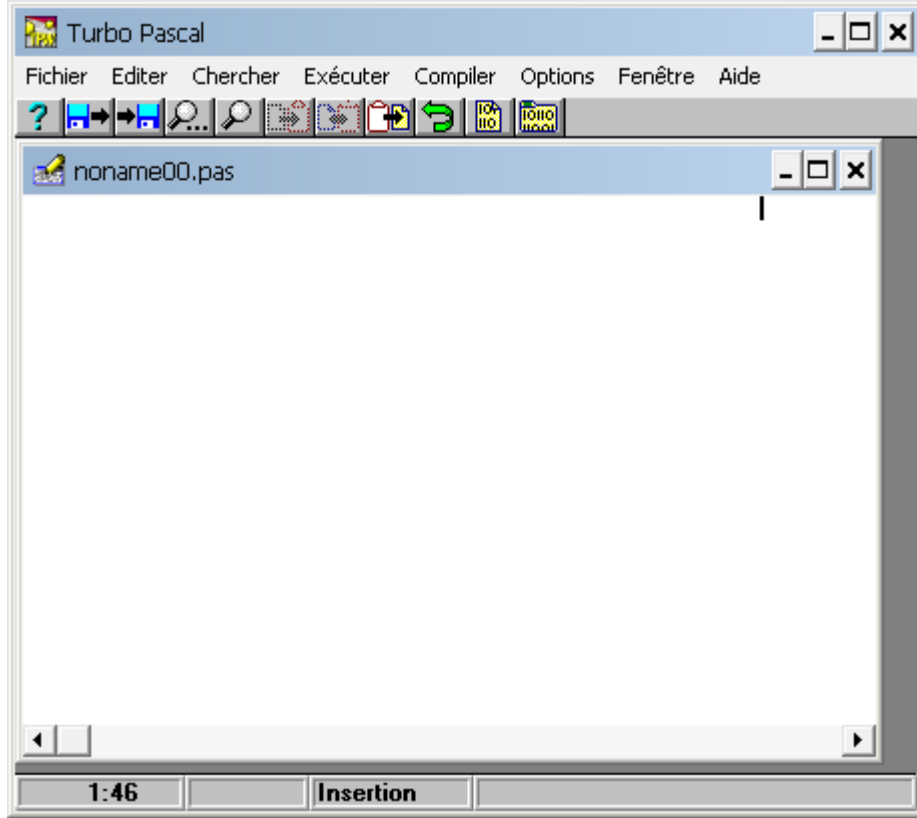 Turbo Pascal
Fichier Editer Chercher Exécuter Compiler Options Fenêtre Aide
noname00.pas
1:46 Insertion